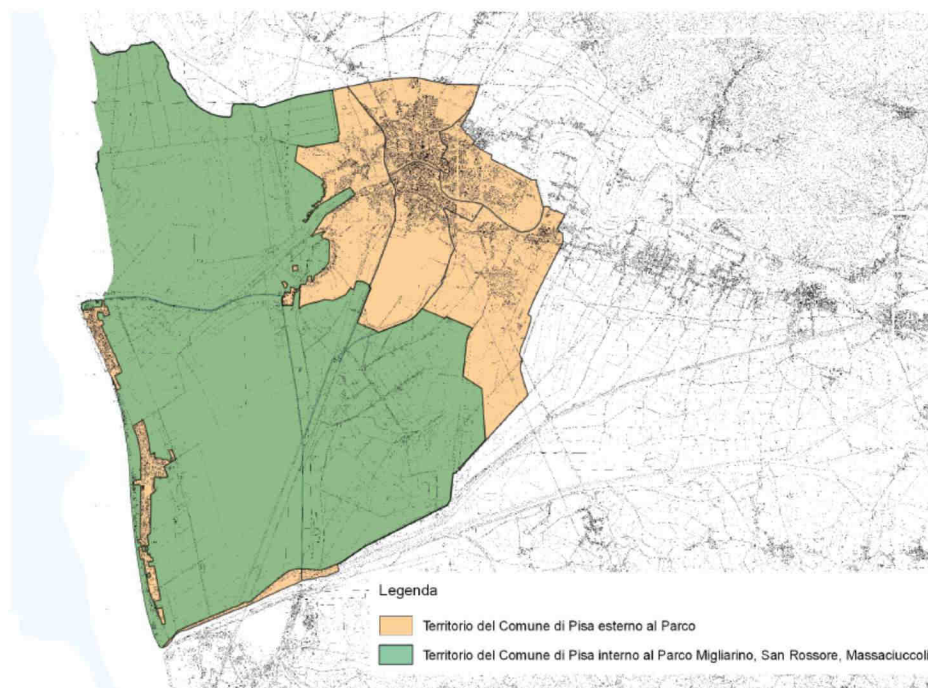 Legenda
Territorio del Comune di Pisa esterno al Parco
Territorio del Comune di Pisa interno al Parco Migliarino, San Rossore, Massaciuccoli